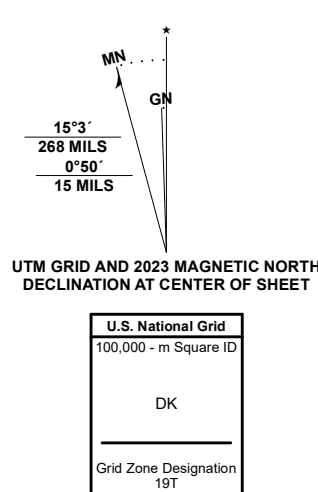 ★
MN
GN
15°3´
268 MILS
0°50´
15 MILS
UTM GRID AND 2023 MAGNETIC NORTH
DECLINATION AT CENTER OF SHEET
U.S. National Grid
100,000 - m Square ID
DK
Grid Zone Designation
19T